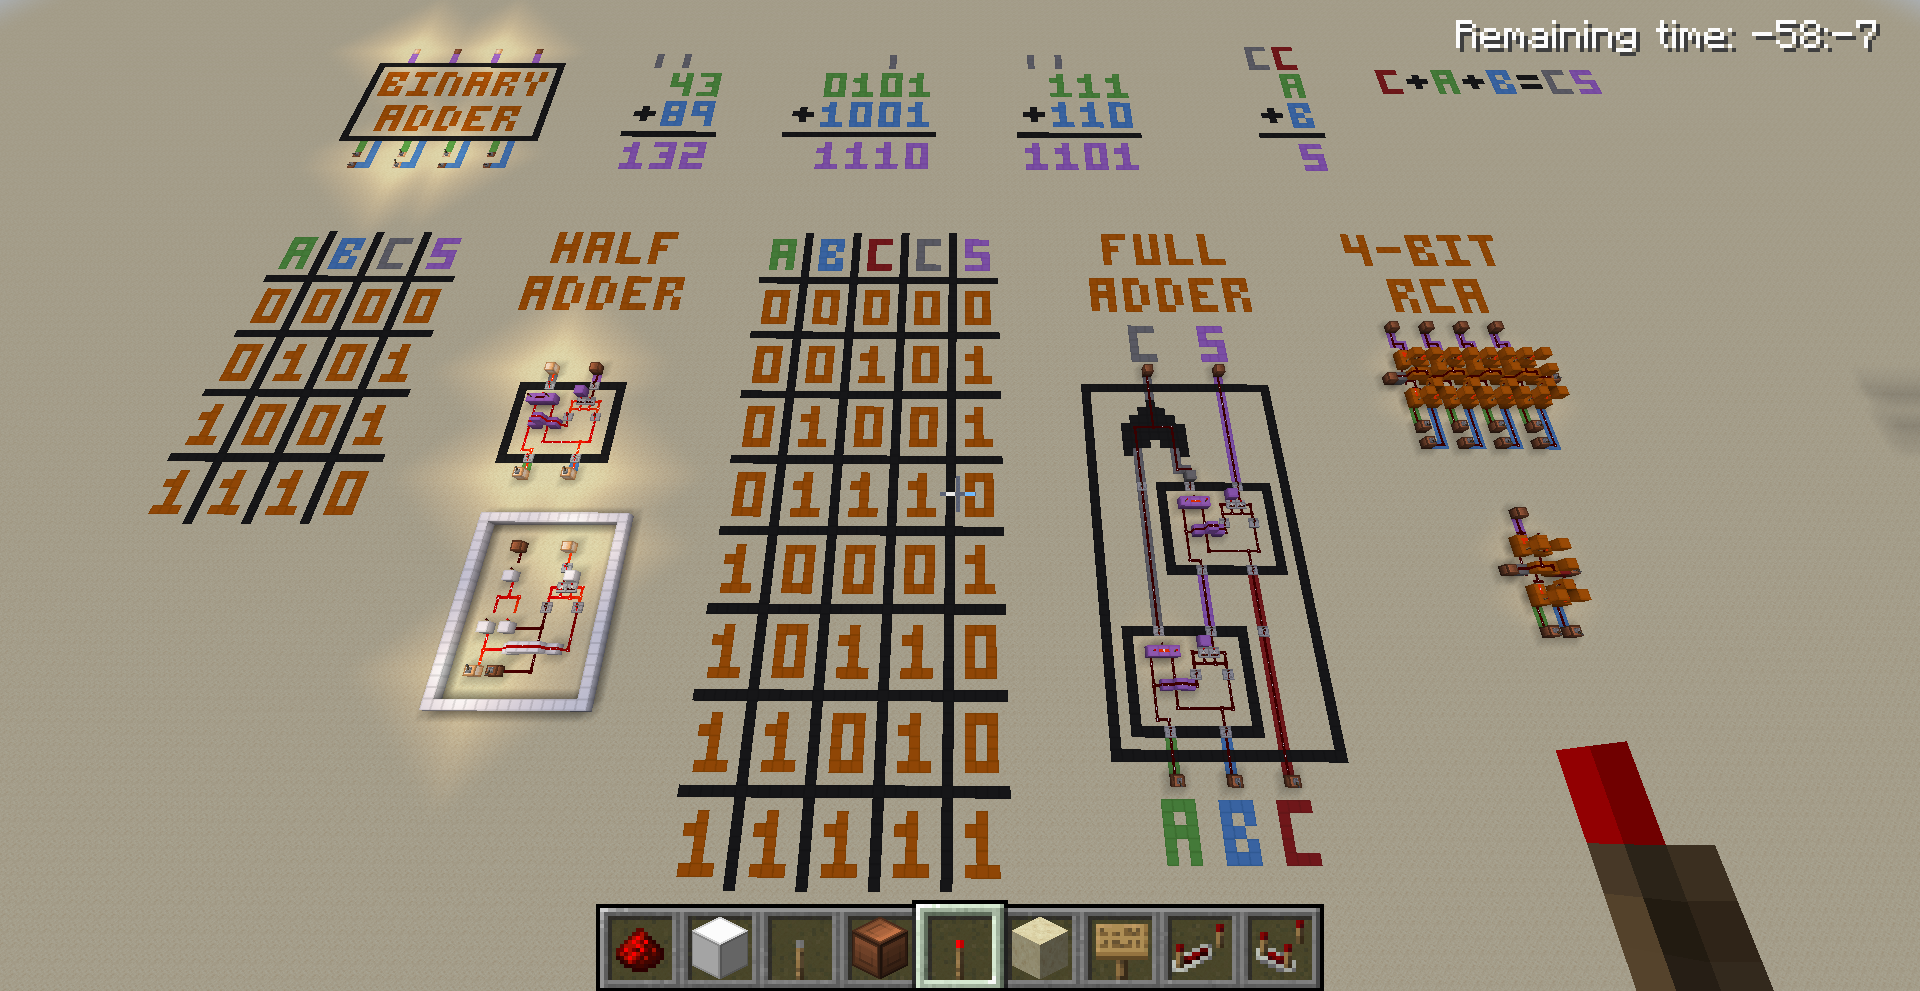 Remaining time: -58:-7
BINARY
ADDER
43
+89
132
0101
+1001
1110
111
+110
1101
CC
A
+B
S
C+A+B=CS
A B C S
0 0 0 0
0 1 0 1
1 0 0 1
1 1 1 0
HALF
ADDER
A B C C S
0 0 0 0 0
0 0 1 0 1
0 1 0 0 1
0 1 1 1 0
1 0 0 0 1
1 0 1 1 0
1 1 0 1 0
1 1 1 1 1
FULL
ADDER
C S
A B C
4-BIT
RCA